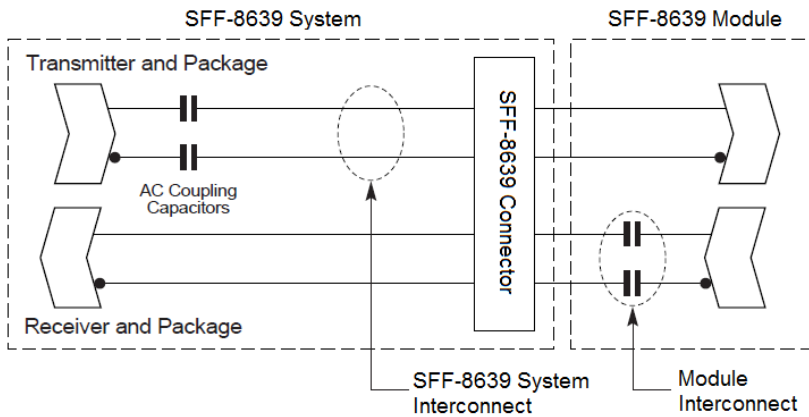 SFF-8639 System
SFF-8639 Module
Transmitter and Package
AC Coupling
Capacitors
SFF-8639 Connector
Receiver and Package
SFF-8639 System
Interconnect
Module
Interconnect